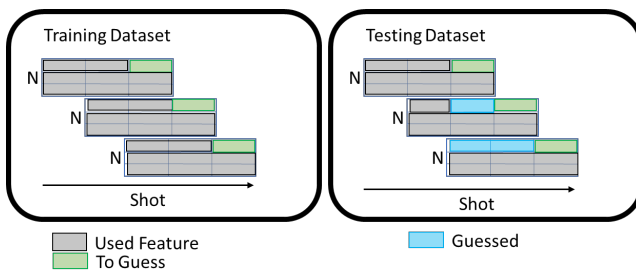 Training Dataset
N
N
N
Shot
Testing Dataset
N
N
N
Shot
Used Feature
To Guess
Guessed